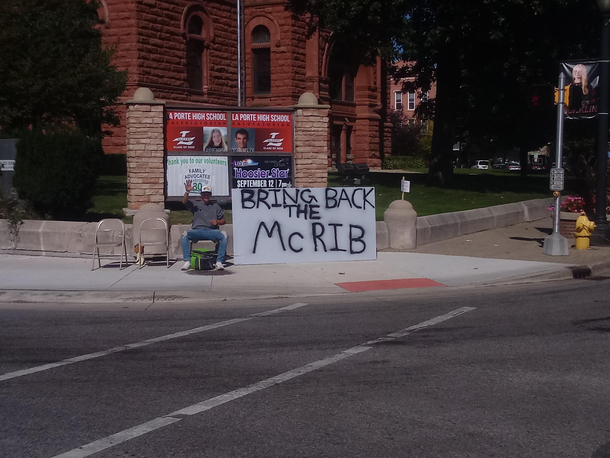 LA PORTE HIGH SCHOOL
LA PORTE HIGH SCHOOL
thank you to our volunteers
FAMILY
ADVOCATES
Hoosier Star
SEPTEMBER 12 | 7
BRING BACK
THE
MCRIB